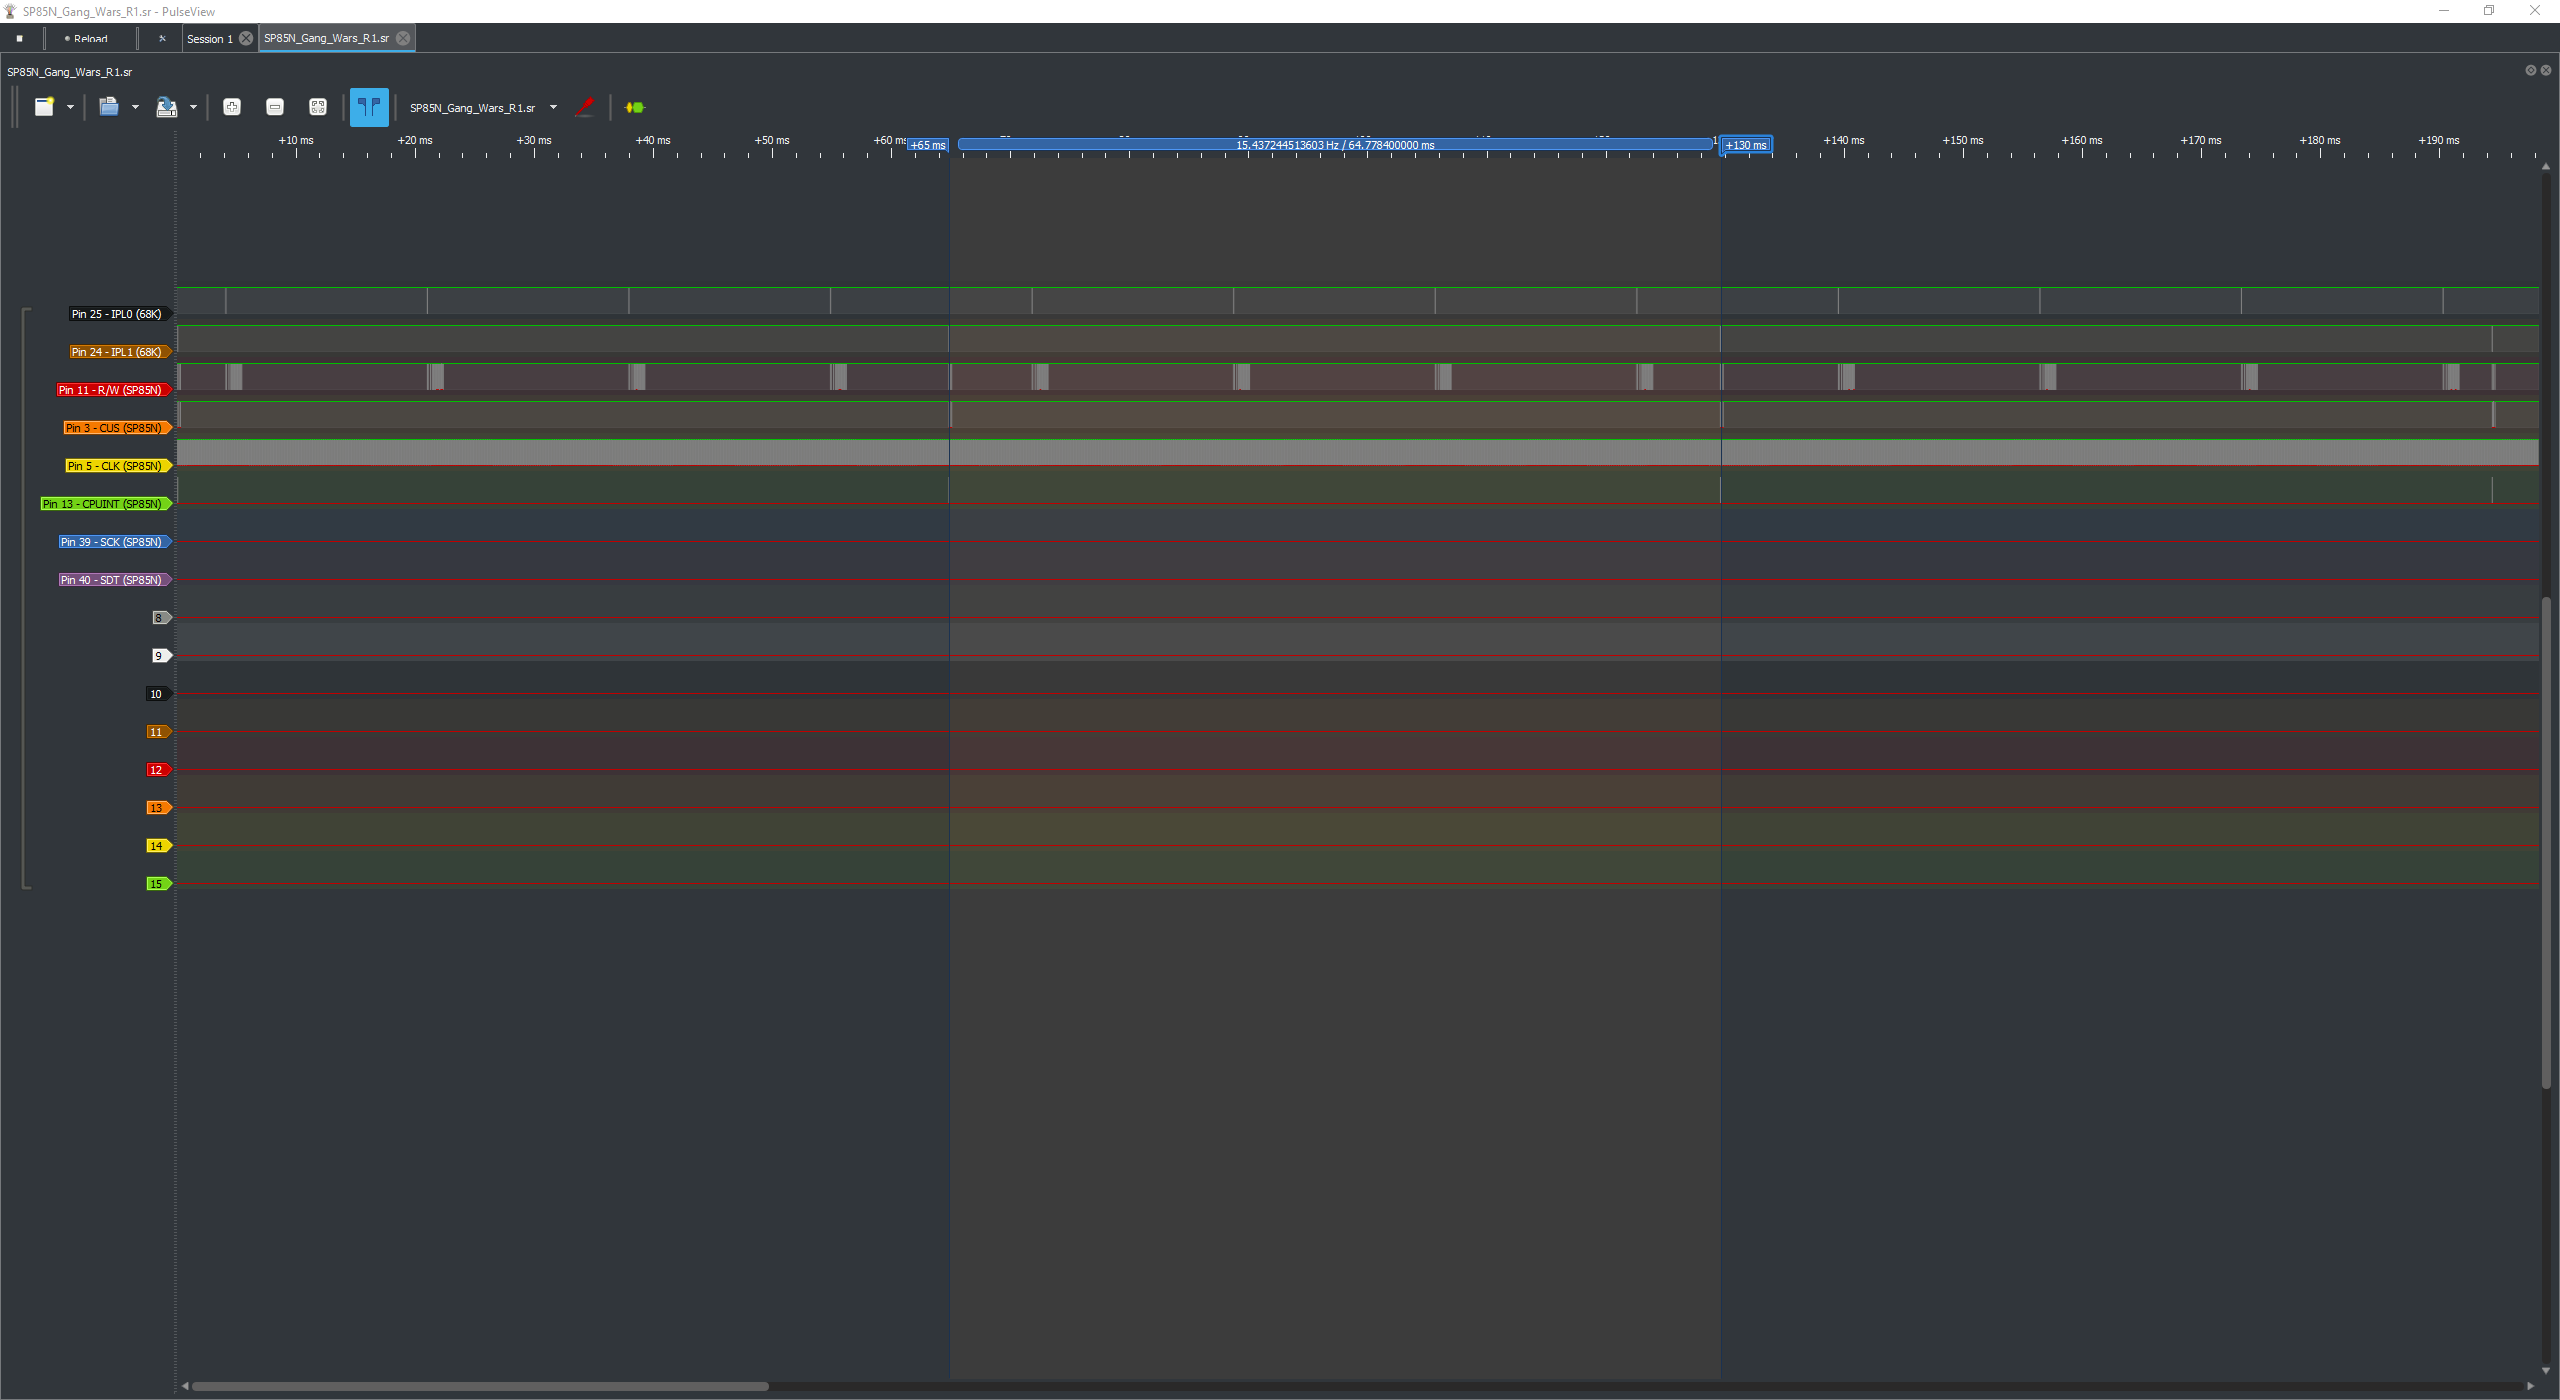 SP85N_Gang_Wars_R1.sr - PulseView
Reload
Session 1
SP85N_Gang_Wars_R1.sr
SP85N_Gang_Wars_R1.sr
SP85N_Gang_Wars_R1.sr
+10 ms +20 ms +30 ms +40 ms +50 ms +60 ms +65 ms 15.437244513603 Hz / 64.778400000 ms +130 ms +140 ms +150 ms +160 ms +170 ms +180 ms +190 ms
Pin 25 - IPL0 (68K)
Pin 24 - IPL1 (68K)
Pin 11 - R/W (SP85N)
Pin 3 - CUS (SP85N)
Pin 5 - CLK (SP85N)
Pin 13 - CPUINT (SP85N)
Pin 39 - SCK (SP85N)
Pin 40 - SDT (SP85N)
8
9
10
11
12
13
14
15